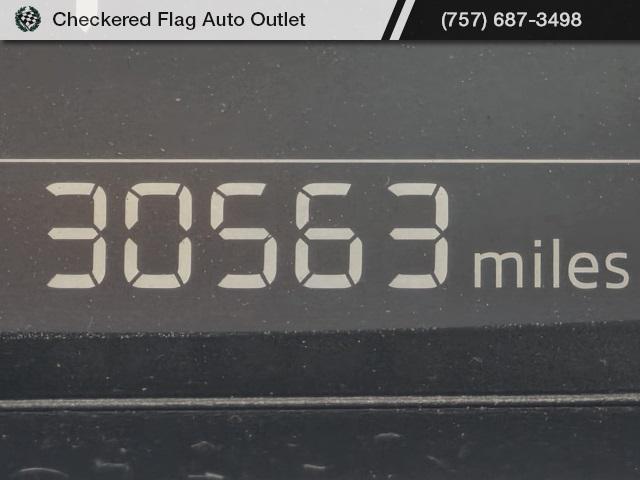 Checkered Flag Auto Outlet (757) 687-3498
30563 miles